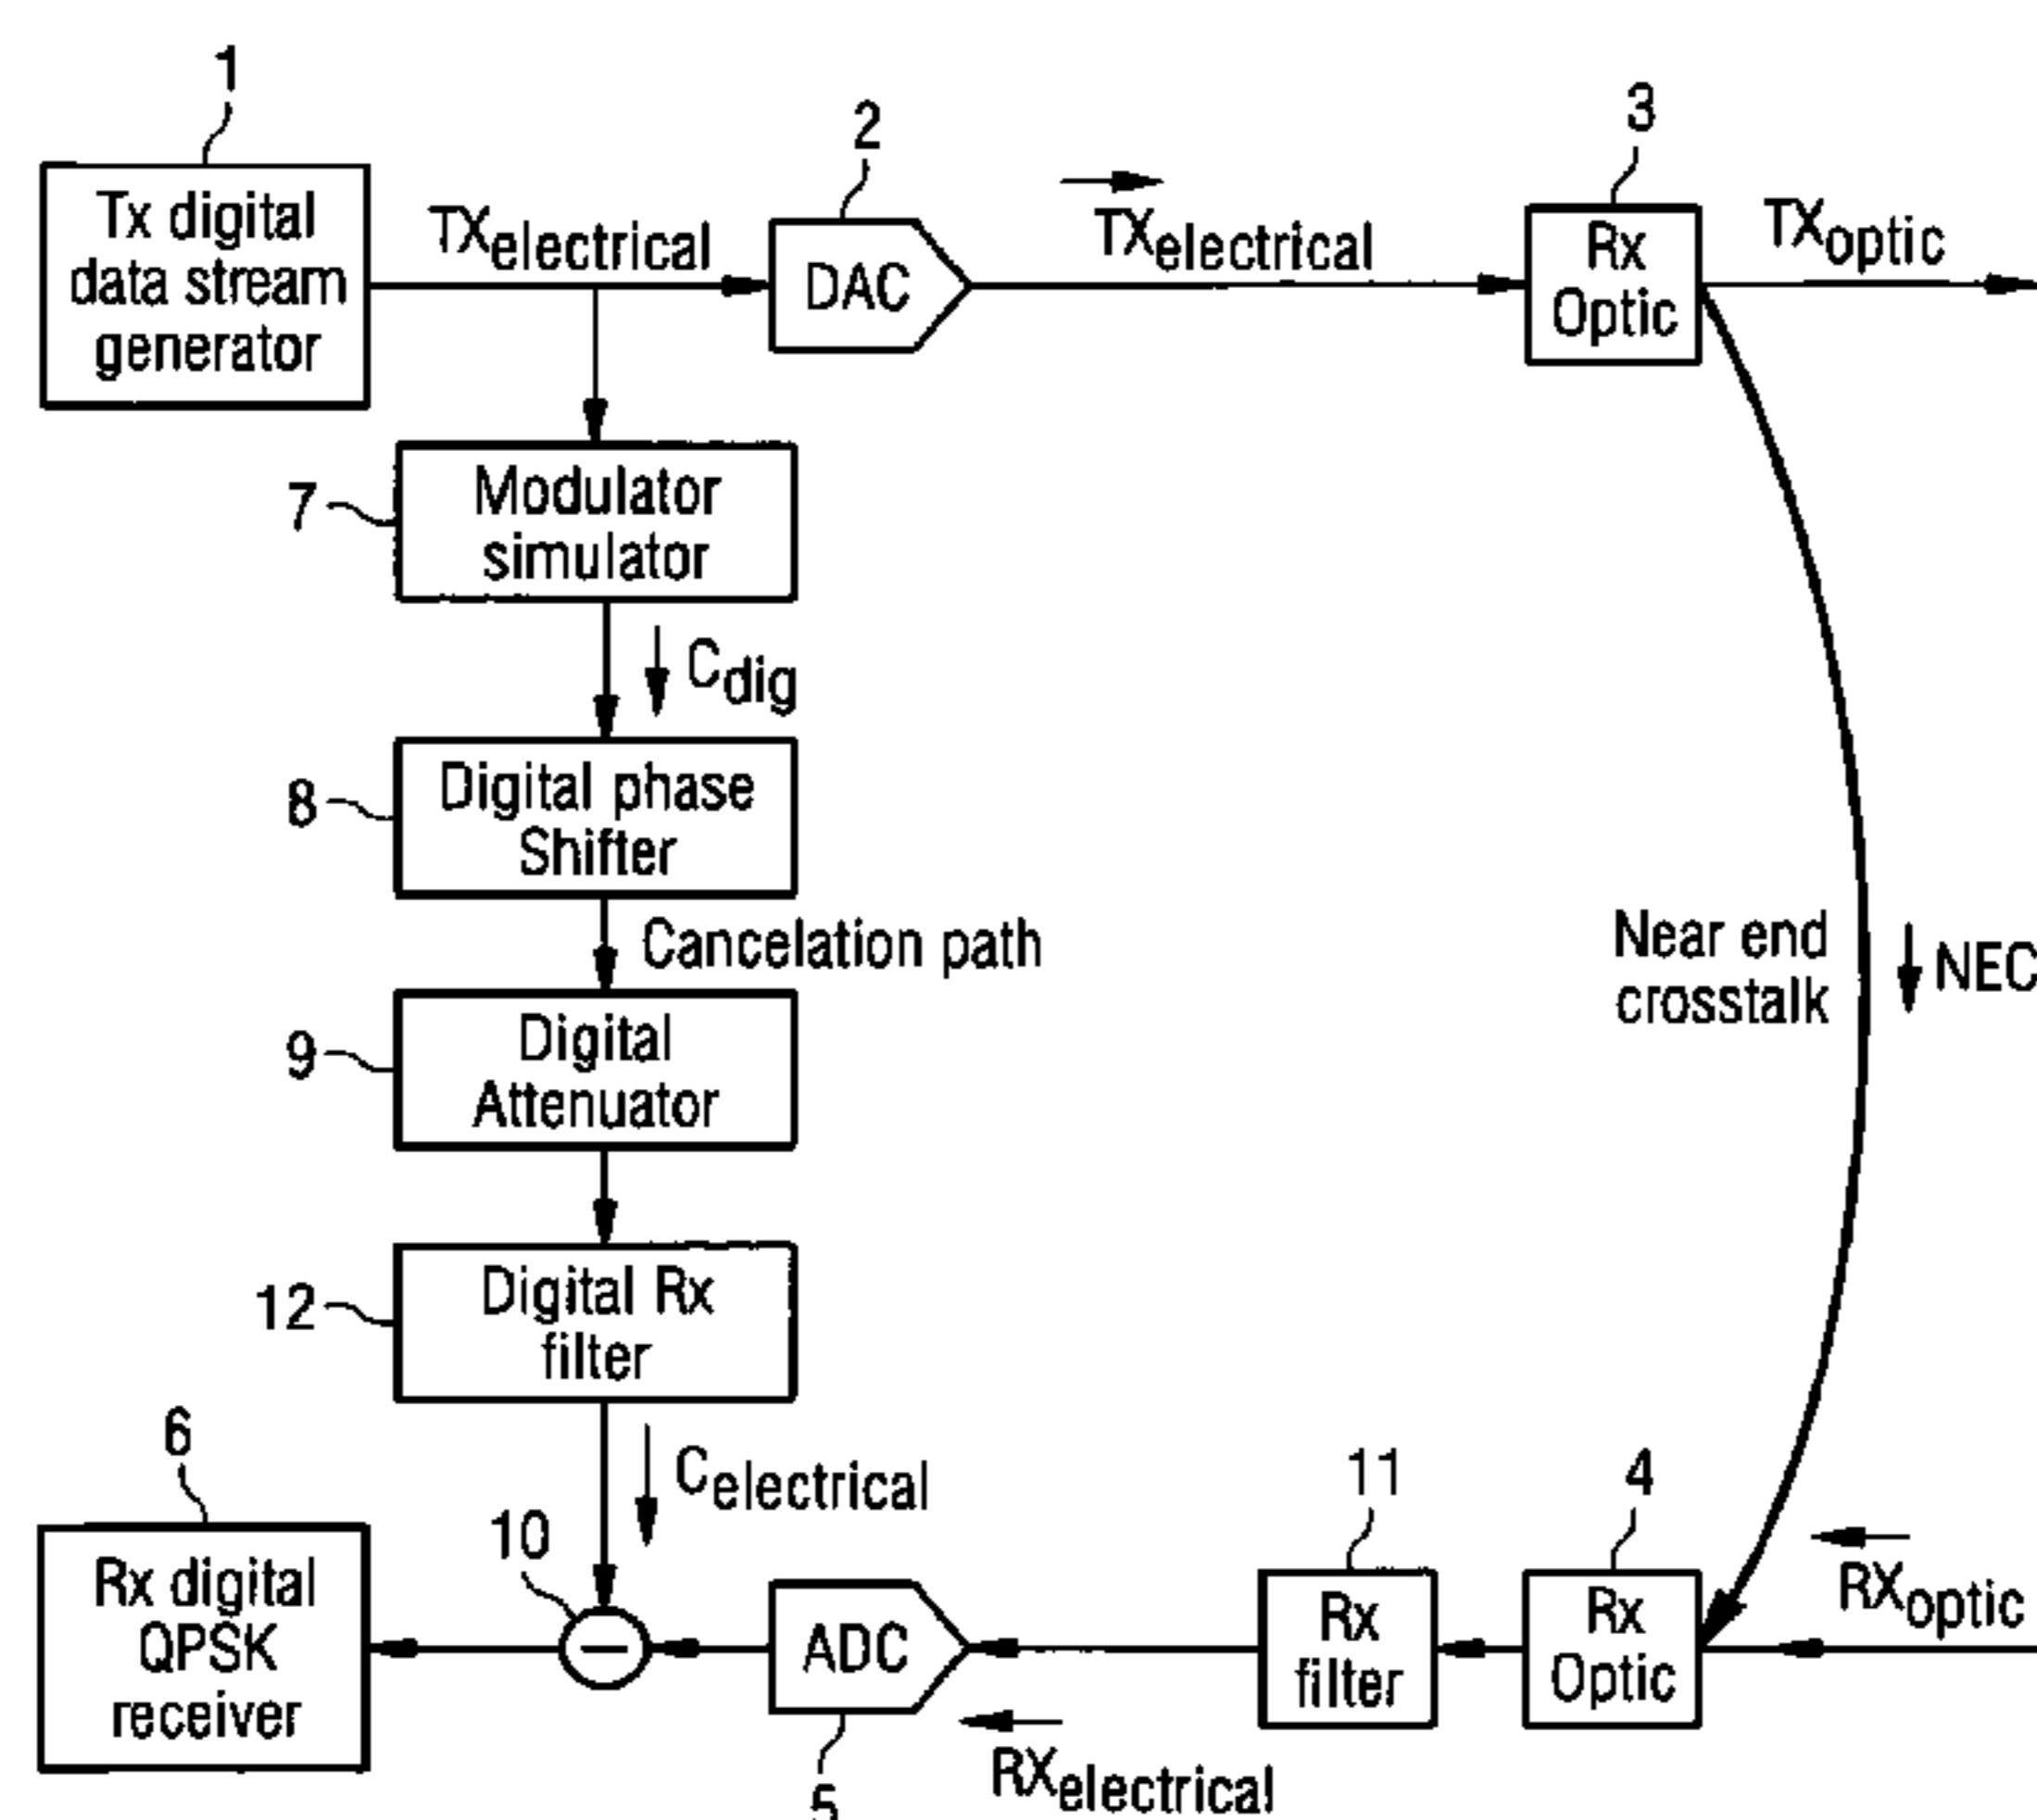 1
Tx digital
data stream
generator
TXelectrical
2
DAC
TXelectrical
3
Rx
Optic
TXoptic
7
Modulator
simulator
Cdig
8
Digital phase
Shifter
Cancelation path
9
Digital
Attenuator
Near end
crosstalk
NEC
12
Digital Rx
filter
Celectrical
6
Rx digital
QPSK
receiver
10
−
ADC
5
RXelectrical
11
Rx
filter
4
Rx
Optic
RXoptic